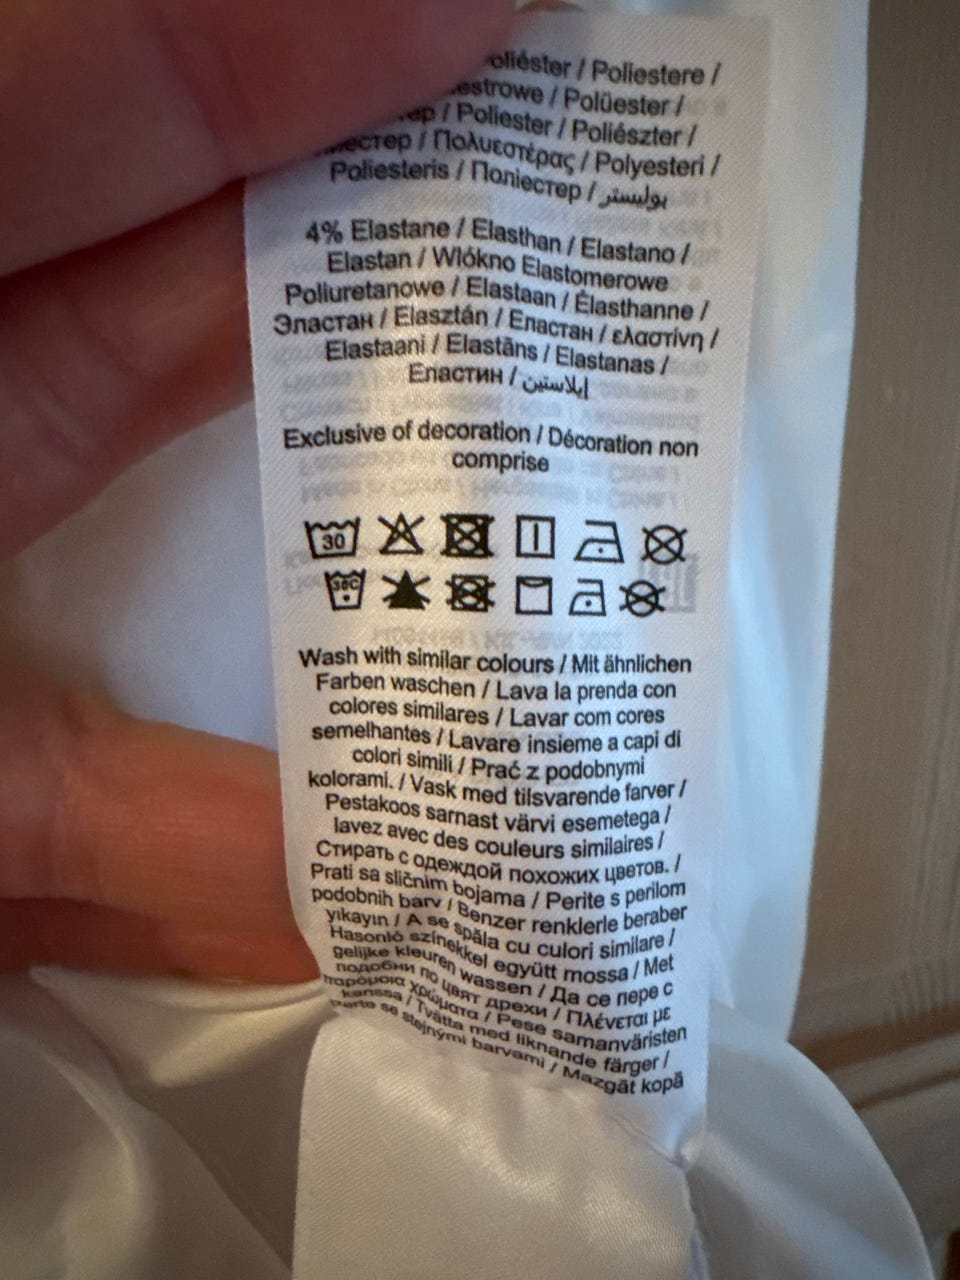 / Poliestere /
/ Polüester /
/ Poliester / Poliészter /
/ Πολυεστέρας / Polyesteri /
Poliesteris / Поліестер / بوليستر
4% Elastane / Elasthan / Elastano /
Elastan / Włókno Elastomerowe
Poliuretanowe / Elastaan / Élasthanne /
Эластан / Elasztán / Еластан / ελαστίνη /
Elastaani / Elastāns / Elastanas /
Еластин / إيلاستين
Exclusive of decoration / Décoration non
comprise
30
30C
Wash with similar colours / Mit ähnlichen
Farben waschen / Lava la prenda con
colores similares / Lavar com cores
semelhantes / Lavare insieme a capi di
colori simili / Prać z podobnymi
kolorami. / Vask med tilsvarende farver /
Pestakoos sarnast värvi esemetega /
lavez avec des couleurs similaires /
Стирать с одеждой похожих цветов. /
Prati sa sličnim bojama / Perite s perilom
podobnih barv / Benzer renklerle beraber
yıkayın / A se spăla cu culori similare /
Hasonló színekkel együtt mossa / Met
gelijke kleuren wassen / Да се пере с
подобни по цвят дрехи / Πλένεται με
παρόμοια χρώματα / Pese samanväristen
kanssa / Tvätta med liknande färger /
Perte se stejnými barvami / Mazgāt kopā